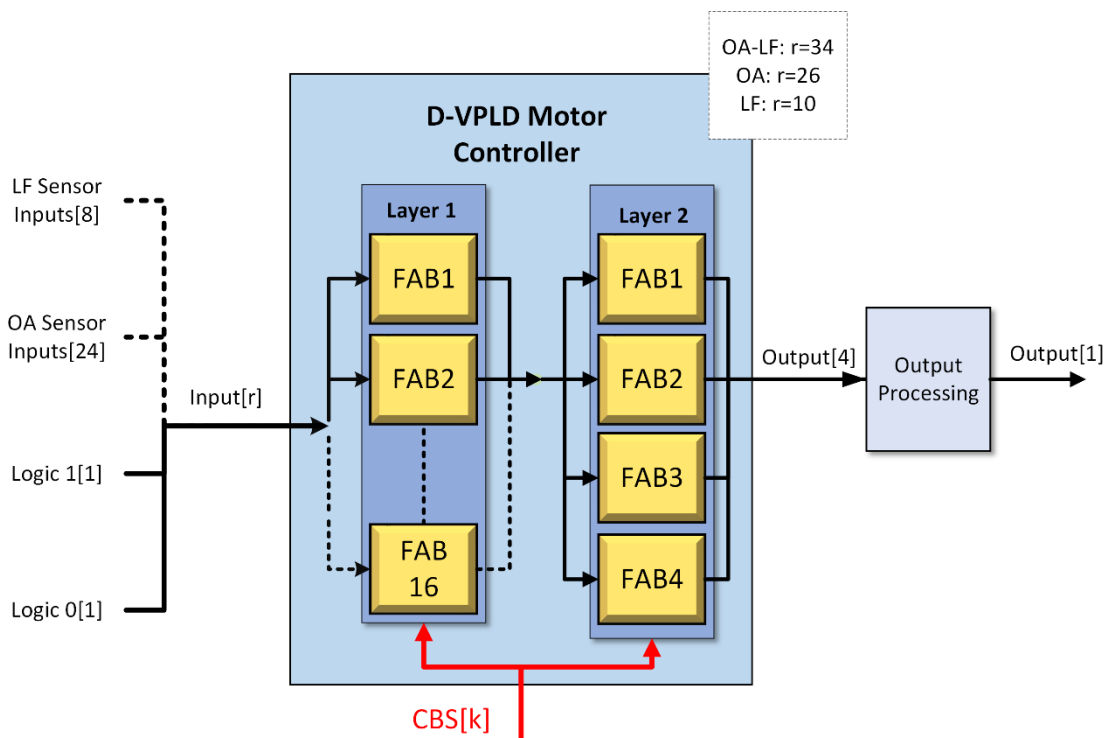 OA-LF: r=34
OA: r=26
LF: r=10
D-VPLD Motor
Controller
LF Sensor
Inputs[8]
OA Sensor
Inputs[24]
Input[r]
Logic 1[1]
Logic 0[1]
Layer 1
FAB1
FAB2
FAB
16
Layer 2
FAB1
FAB2
FAB3
FAB4
Output[4]
Output
Processing
Output[1]
CBS[k]